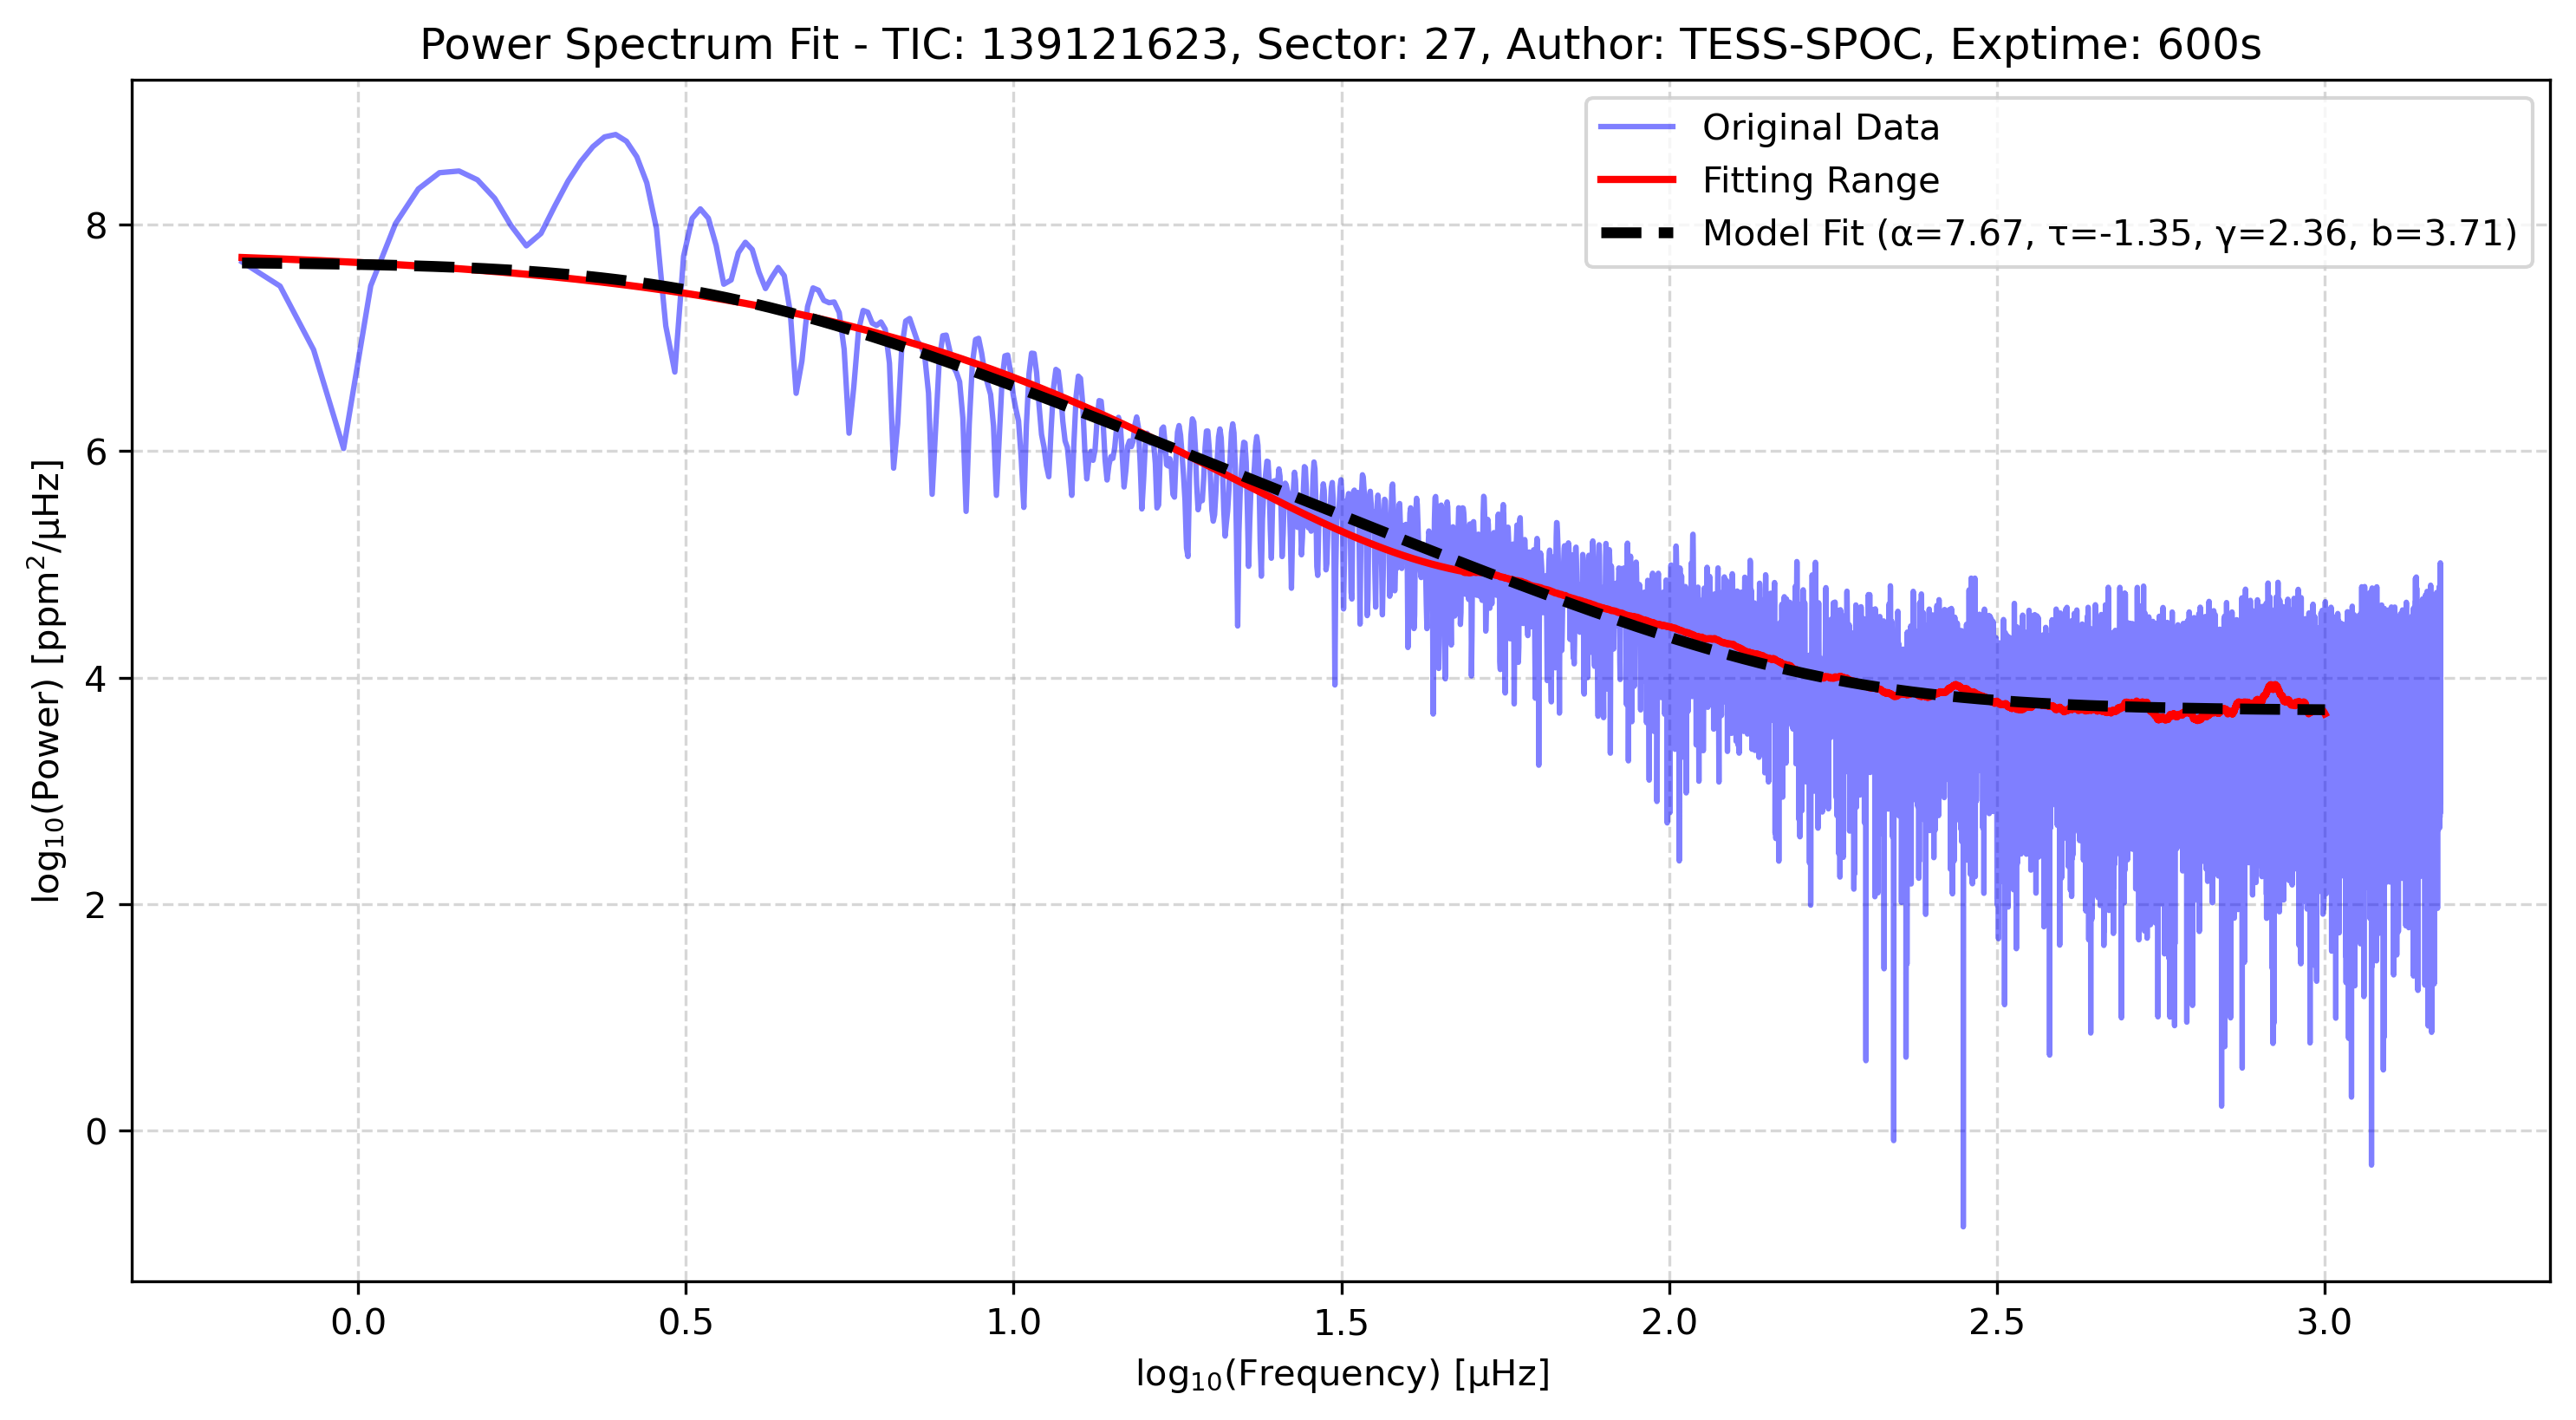 Power Spectrum Fit - TIC: 139121623, Sector: 27, Author: TESS-SPOC, Exptime: 600s
Original Data
Fitting Range
Model Fit (α=7.67, τ=-1.35, γ=2.36, b=3.71)
log₁₀(Power) [ppm²/μHz]
8
6
4
2
0
0.0 0.5 1.0 1.5 2.0 2.5 3.0
log₁₀(Frequency) [μHz]